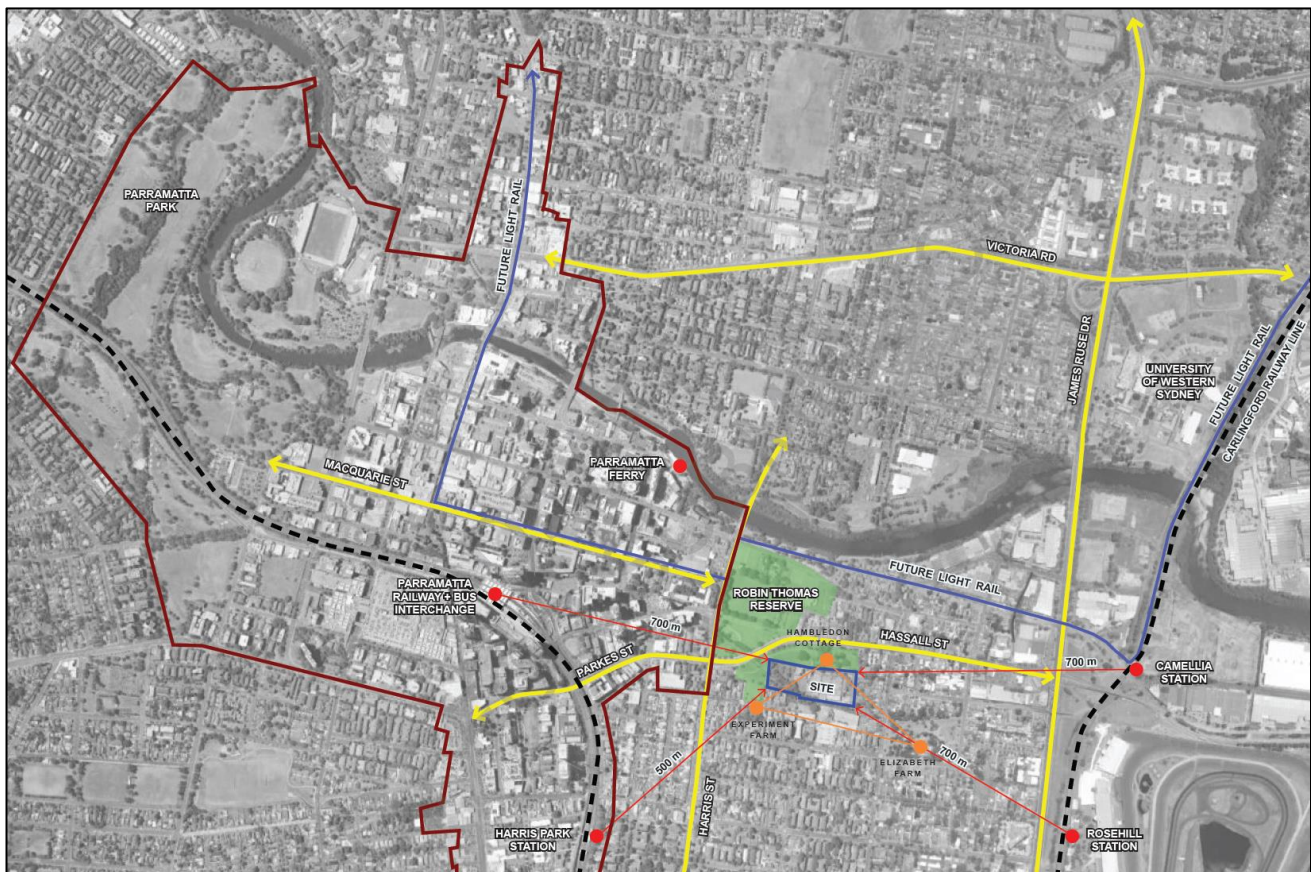 PARRAMATTA
PARK
FUTURE LIGHT RAIL
VICTORIA RD
JAMES RUSE DR
UNIVERSITY
OF WESTERN
SYDNEY
FUTURE LIGHT RAIL
CARLINGFORD RAILWAY LINE
MACQUARIE ST
PARRAMATTA
FERRY
PARRAMATTA
RAILWAY + BUS
INTERCHANGE
700 m
ROBIN THOMAS
RESERVE
FUTURE LIGHT RAIL
HAMBLEDON
COTTAGE
HASSALL ST
PARKES ST
SITE
700 m
CAMELLIA
STATION
EXPERIMENT
FARM
500 m
ELIZABETH
FARM
700 m
HARRIS ST
HARRIS PARK
STATION
ROSEHILL
STATION